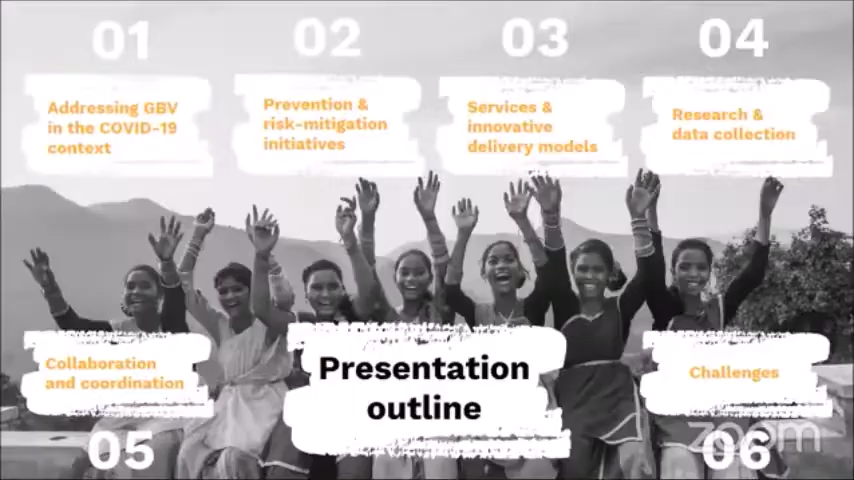 01
02
03
04
Addressing GBV
in the COVID-19
context
Prevention &
risk-mitigation
initiatives
Services &
innovative
delivery models
Research &
data collection
Collaboration
and coordination
Presentation
outline
Challenges
05
06
zoom